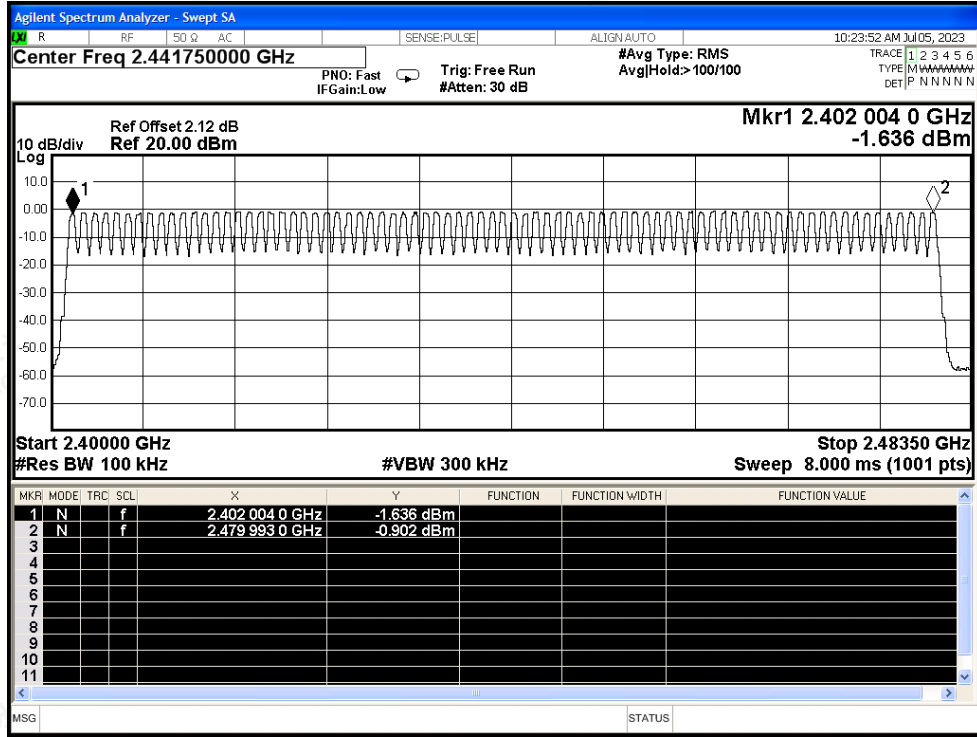 Agilent Spectrum Analyzer - Swept SA
LXI R RF 50 Ω AC SENSE:PULSE ALIGN AUTO 10:23:52 AM Jul 05, 2023
Center Freq 2.441750000 GHz #Avg Type: RMS TRACE 1 2 3 4 5 6
PNO: Fast Trig: Free Run Avg|Hold:>100/100 TYPE M
IFGain:Low #Atten: 30 dB DET P N N N N N
Mkr1 2.402 004 0 GHz
Ref Offset 2.12 dB
10 dB/div Ref 20.00 dBm -1.636 dBm
Log
10.0
1
2
0.00
-10.0
-20.0
-30.0
-40.0
-50.0
-60.0
-70.0
Start 2.40000 GHz Stop 2.48350 GHz
#Res BW 100 kHz #VBW 300 kHz Sweep 8.000 ms (1001 pts)
MKR MODE TRC SCL X Y FUNCTION FUNCTION WIDTH FUNCTION VALUE
1 N f 2.402 004 0 GHz -1.636 dBm
2 N f 2.479 993 0 GHz -0.902 dBm
3
4
5
6
7
8
9
10
11
MSG STATUS